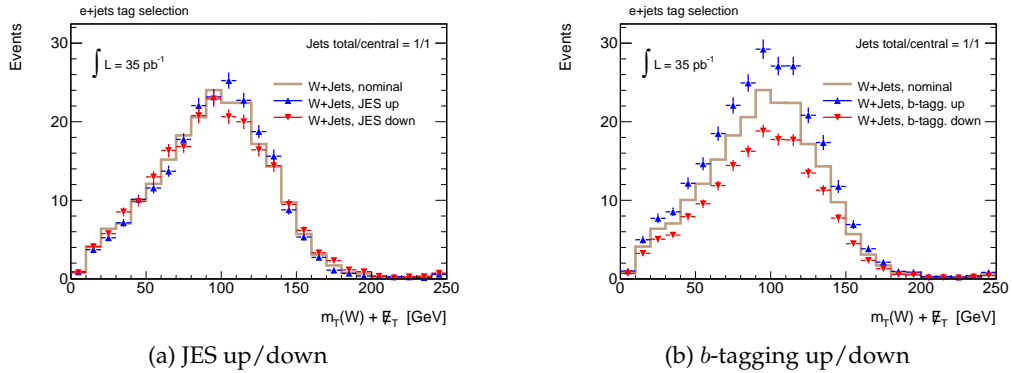 e+jets tag selection
Events
30
20
10
0
0 50 100 150 200 250
∫ L = 35 pb⁻¹
Jets total/central = 1/1
W+Jets, nominal
W+Jets, JES up
W+Jets, JES down
m_T(W) + E̸_T [GeV]
(a) JES up/down
e+jets tag selection
Events
30
20
10
0
0 50 100 150 200 250
∫ L = 35 pb⁻¹
Jets total/central = 1/1
W+Jets, nominal
W+Jets, b-tagg. up
W+Jets, b-tagg. down
m_T(W) + E̸_T [GeV]
(b) b-tagging up/down